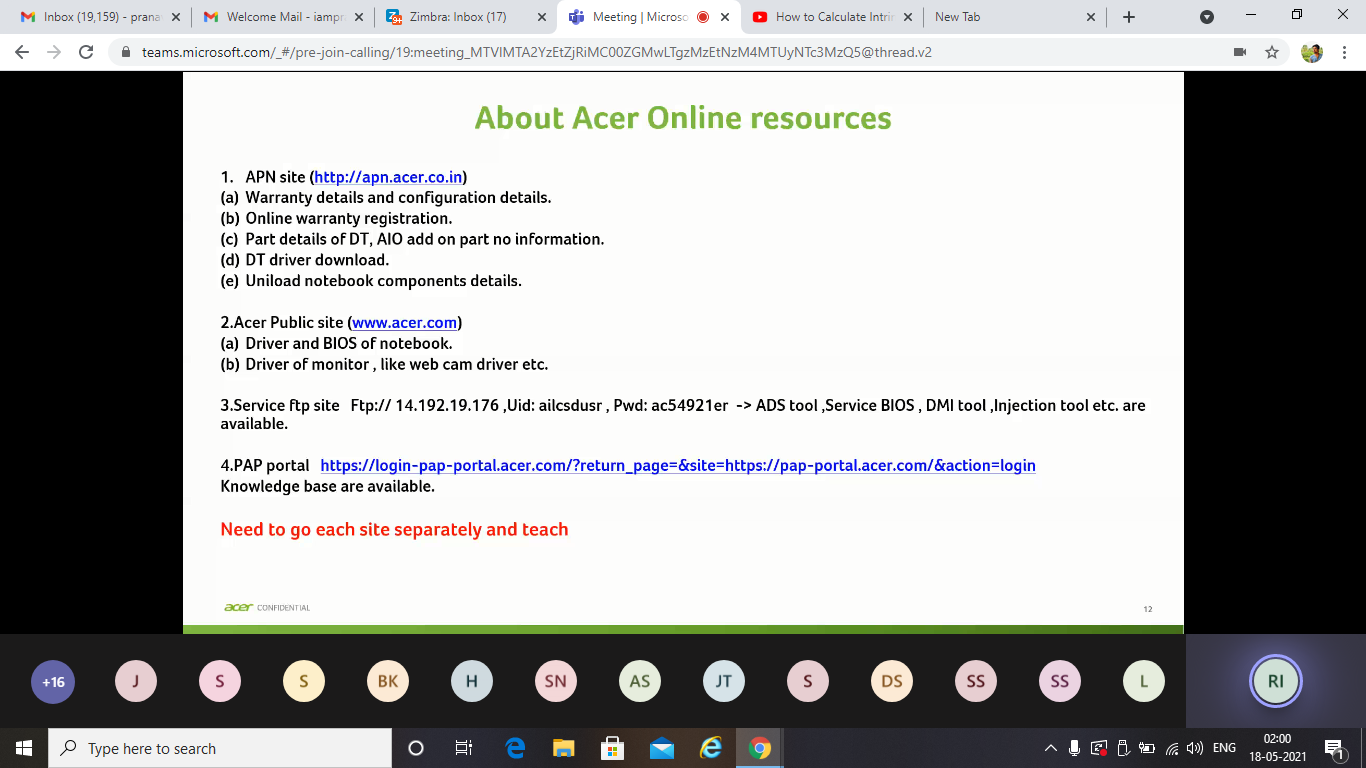 Inbox (19,159) - prana
Welcome Mail - iampr
Zimbra: Inbox (17)
Meeting | Microso
How to Calculate Intri
New Tab
teams.microsoft.com/_#/pre-join-calling/19:meeting_MTVlMTA2YzEtZjRiMC00ZGMwLTgzMzEtNzM4MTUyNTc3MzQ5@thread.v2
About Acer Online resources
1. APN site (http://apn.acer.co.in)
(a) Warranty details and configuration details.
(b) Online warranty registration.
(c) Part details of DT, AIO add on part no information.
(d) DT driver download.
(e) Uniload notebook components details.
2.Acer Public site (www.acer.com)
(a) Driver and BIOS of notebook.
(b) Driver of monitor , like web cam driver etc.
3.Service ftp site Ftp:// 14.192.19.176 ,Uid: ailcsdusr , Pwd: ac54921er -> ADS tool ,Service BIOS , DMI tool ,Injection tool etc. are
available.
4.PAP portal https://login-pap-portal.acer.com/?return_page=&site=https://pap-portal.acer.com/&action=login
Knowledge base are available.
Need to go each site separately and teach
acer CONFIDENTIAL
12
+16
J
S
S
BK
H
SN
AS
JT
S
DS
SS
SS
L
RI
Type here to search
ENG
02:00
18-05-2021
1